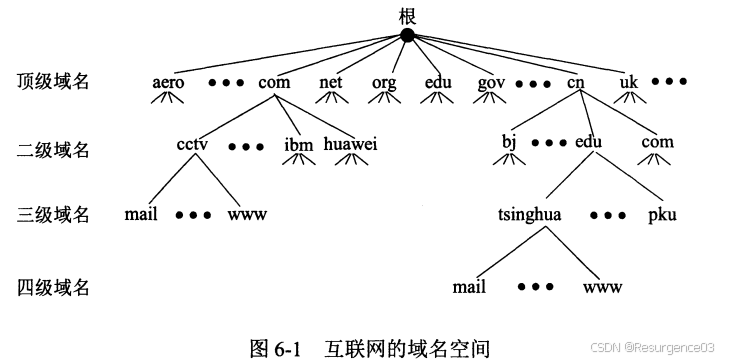 根
顶级域名 aero ••• com net org edu gov ••• cn uk •••
二级域名 cctv ••• ibm huawei bj ••• edu com
三级域名 mail ••• www tsinghua ••• pku
四级域名 mail ••• www
图 6-1 互联网的域名空间
CSDN @Resurgence03